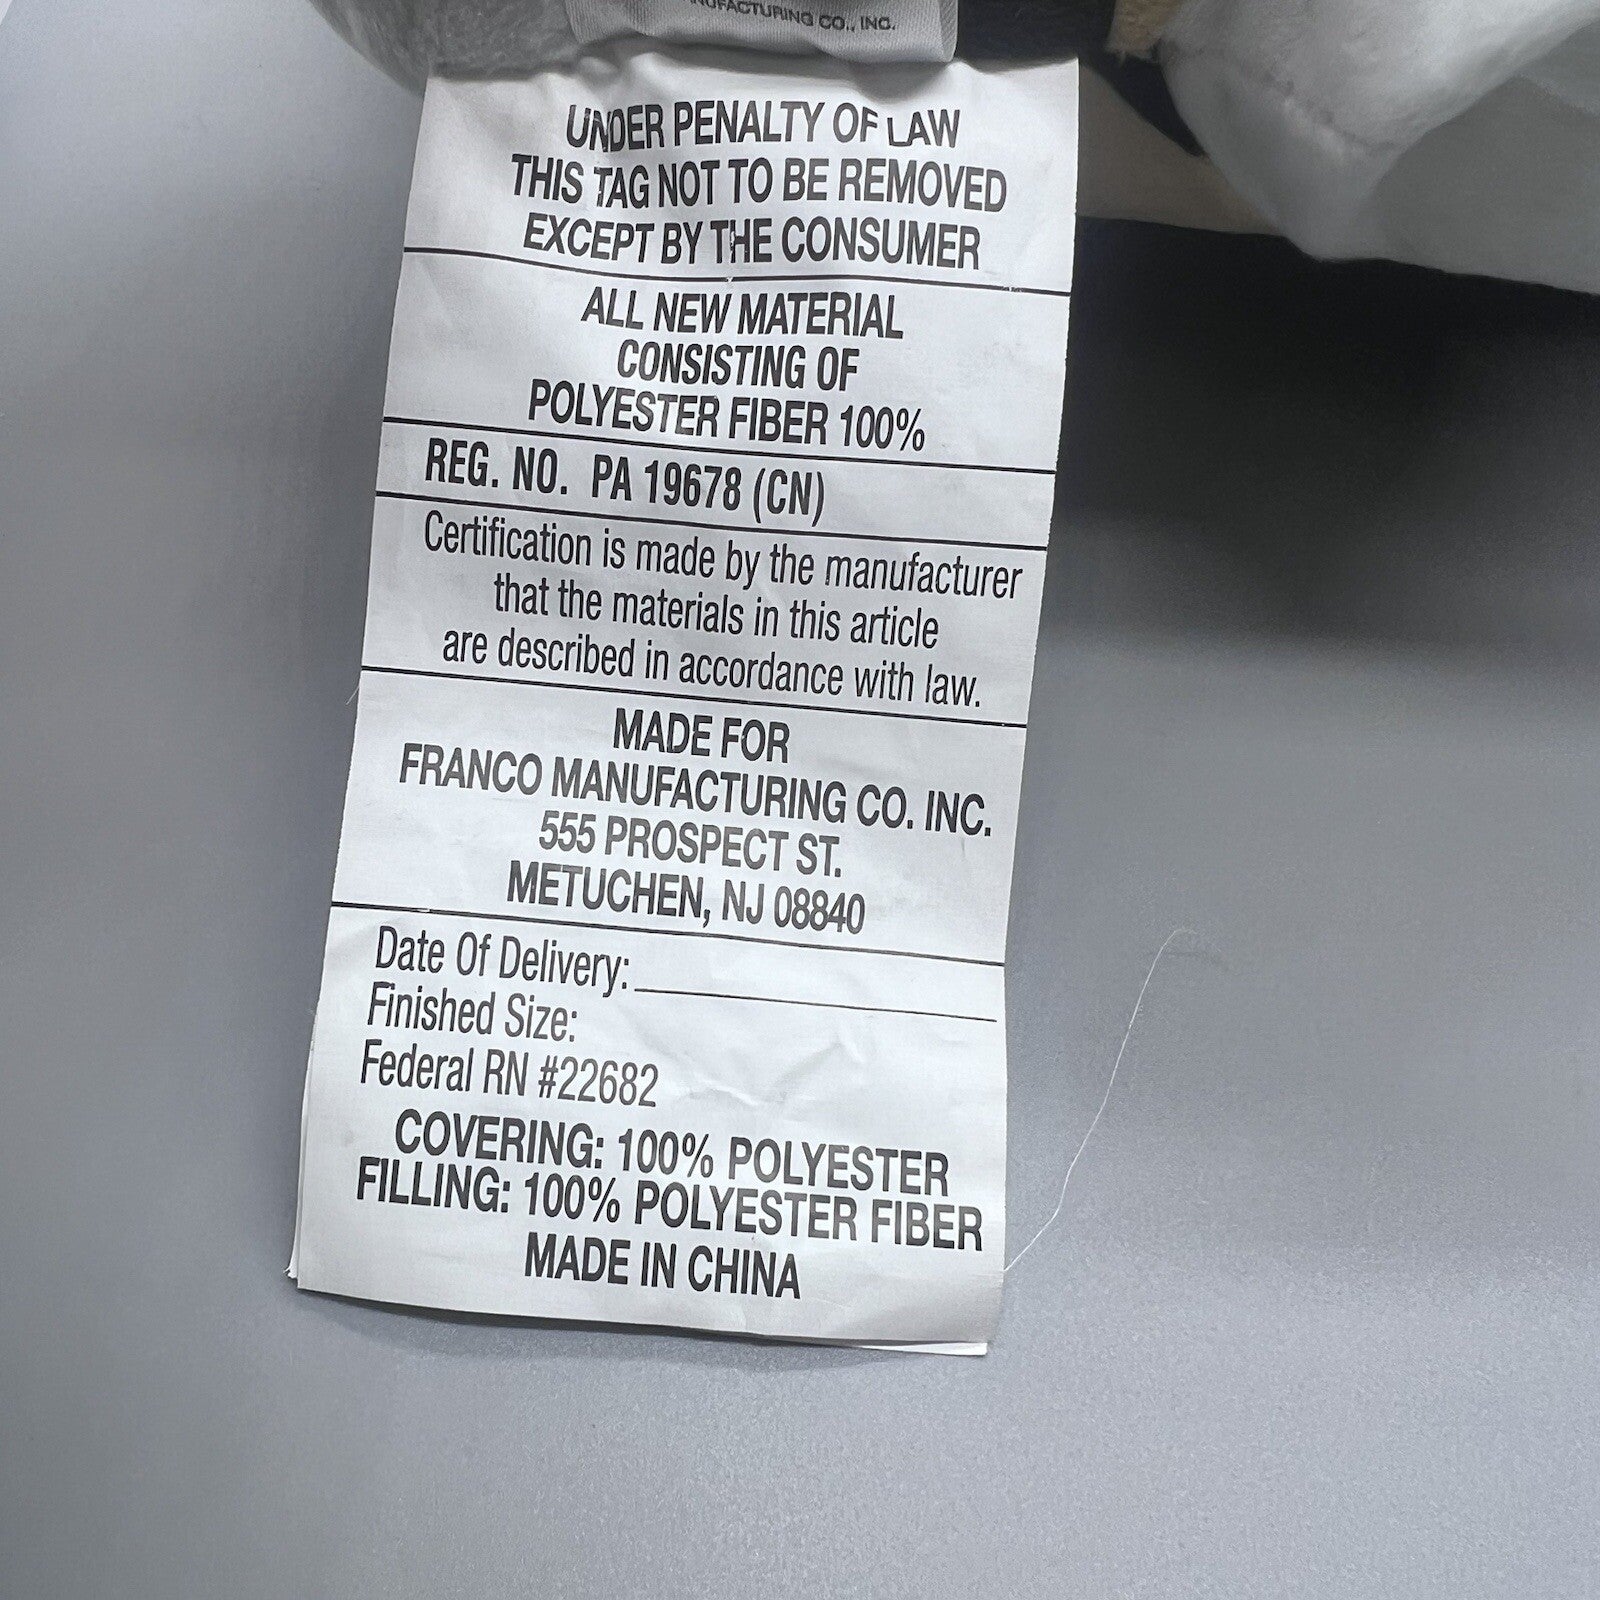 MANUFACTURING CO., INC.
UNDER PENALTY OF LAW
THIS TAG NOT TO BE REMOVED
EXCEPT BY THE CONSUMER
ALL NEW MATERIAL
CONSISTING OF
POLYESTER FIBER 100%
REG. NO. PA 19678 (CN)
Certification is made by the manufacturer
that the materials in this article
are described in accordance with law.
MADE FOR
FRANCO MANUFACTURING CO. INC.
555 PROSPECT ST.
METUCHEN, NJ 08840
Date Of Delivery:
Finished Size:
Federal RN #22682
COVERING: 100% POLYESTER
FILLING: 100% POLYESTER FIBER
MADE IN CHINA